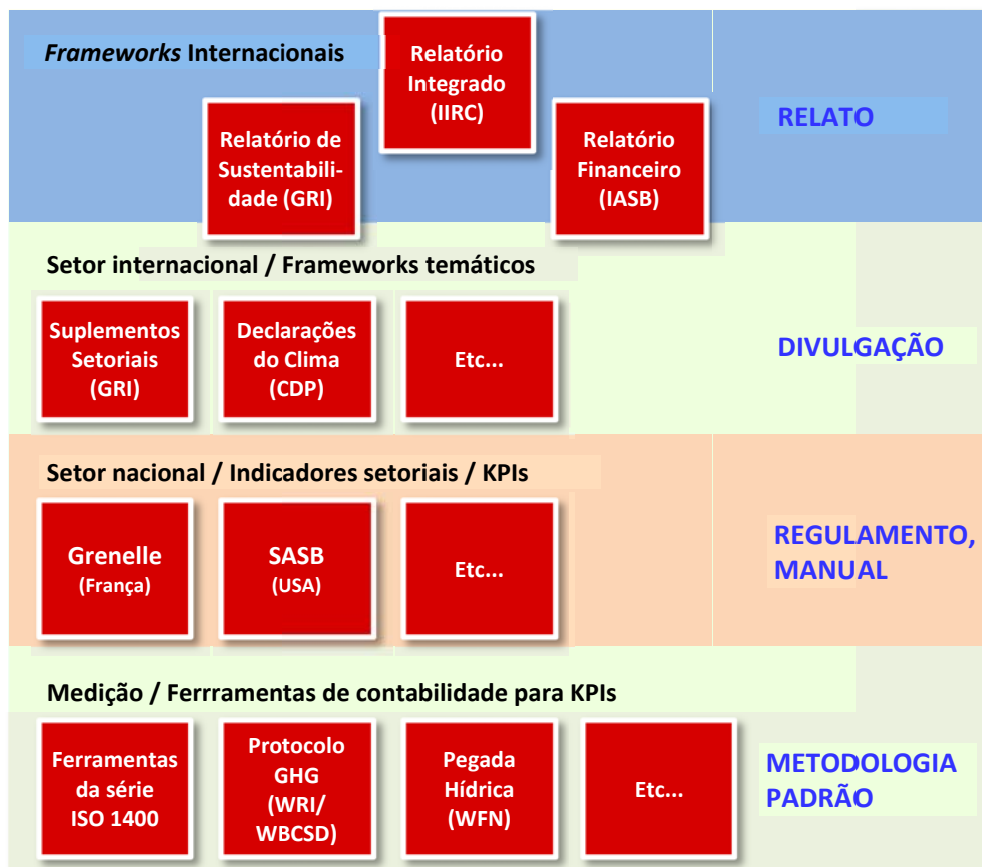 Frameworks Internacionais
Relatório
Integrado
(IIRC)
Relatório de
Sustentabili-
dade (GRI)
Relatório
Financeiro
(IASB)
RELATO
Setor internacional / Frameworks temáticos
Suplementos
Setoriais
(GRI)
Declarações
do Clima
(CDP)
Etc...
DIVULGAÇÃO
Setor nacional / Indicadores setoriais / KPIs
Grenelle
(França)
SASB
(USA)
Etc...
REGULAMENTO,
MANUAL
Medição / Ferrramentas de contabilidade para KPIs
Ferramentas
da série
ISO 1400
Protocolo
GHG
(WRI/
WBCSD)
Pegada
Hídrica
(WFN)
Etc...
METODOLOGIA
PADRÃO